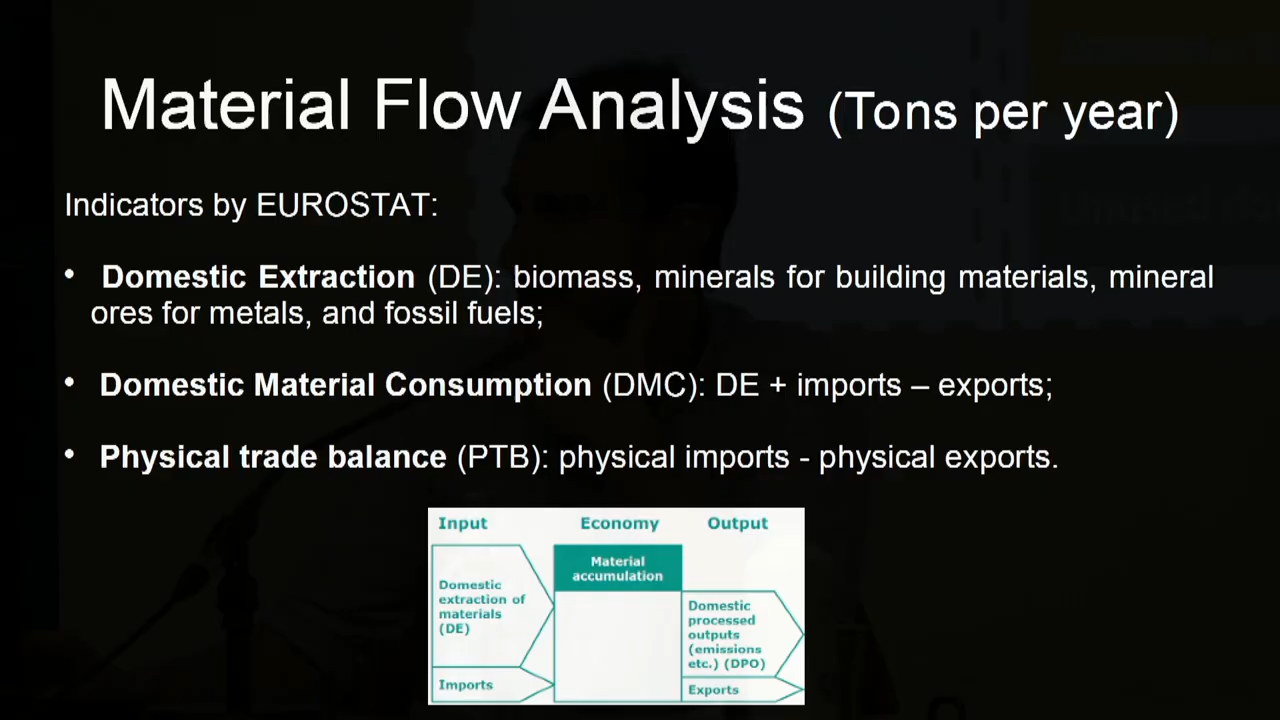 Material Flow Analysis (Tons per year)
Indicators by EUROSTAT:
• Domestic Extraction (DE): biomass, minerals for building materials, mineral
ores for metals, and fossil fuels;
• Domestic Material Consumption (DMC): DE + imports – exports;
• Physical trade balance (PTB): physical imports - physical exports.
Input
Economy
Output
Material
accumulation
Domestic
extraction of
materials
(DE)
Domestic
processed
outputs
(emissions
etc.) (DPO)
Imports
Exports